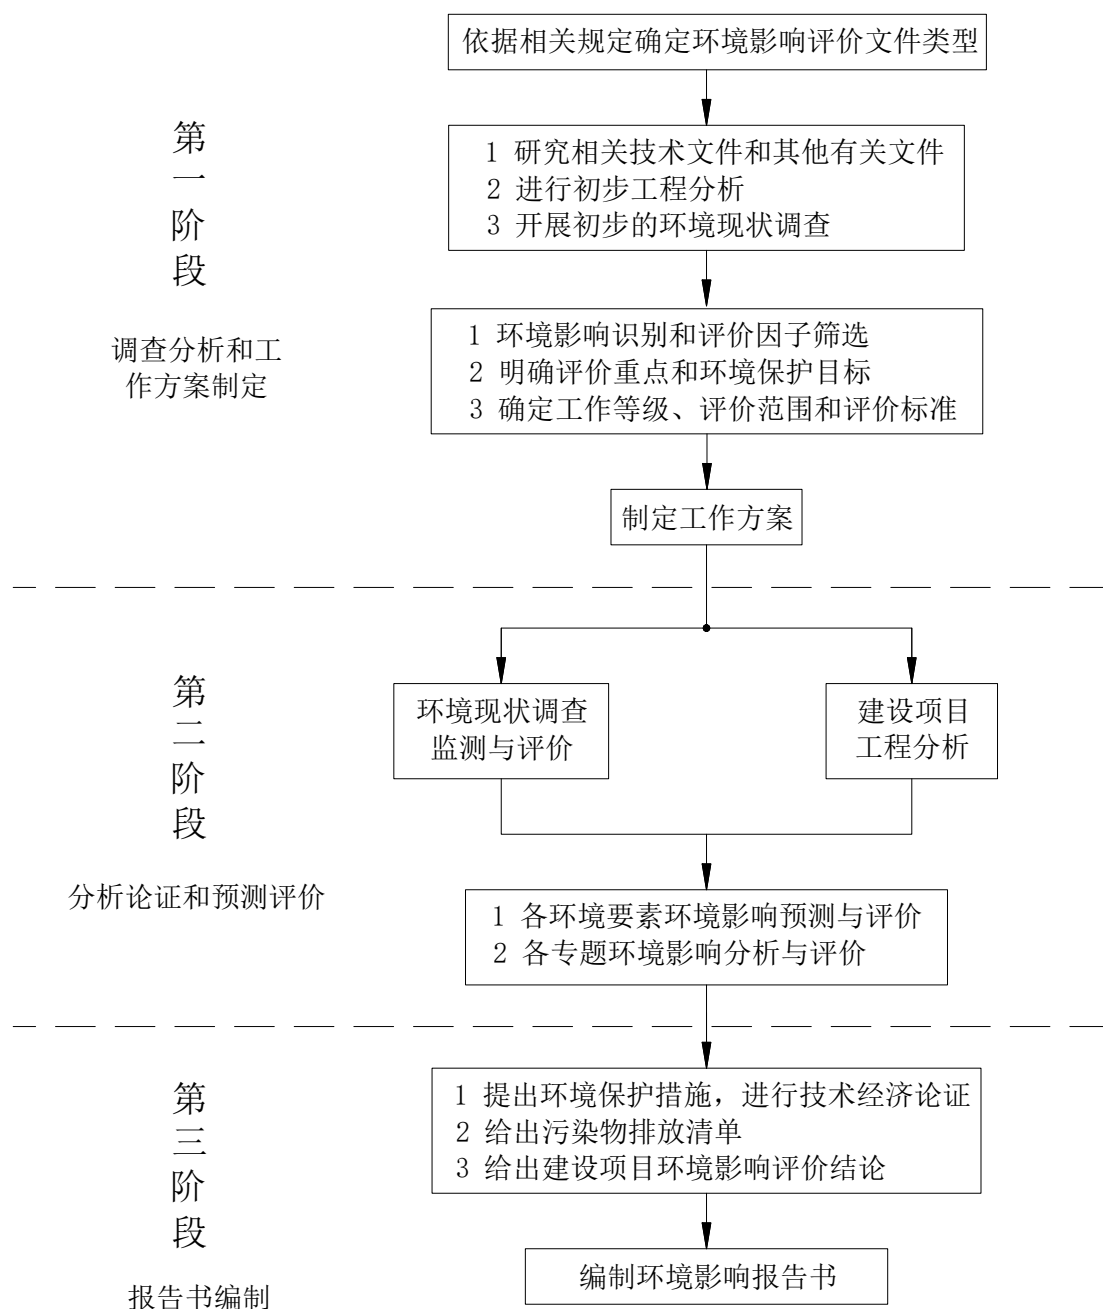 依据相关规定确定环境影响评价文件类型
第
一
阶
段
1 研究相关技术文件和其他有关文件
2 进行初步工程分析
3 开展初步的环境现状调查
调查分析和工
作方案制定
1 环境影响识别和评价因子筛选
2 明确评价重点和环境保护目标
3 确定工作等级、评价范围和评价标准
制定工作方案
第
二
阶
段
环境现状调查
监测与评价
建设项目
工程分析
分析论证和预测评价
1 各环境要素环境影响预测与评价
2 各专题环境影响分析与评价
第
三
阶
段
1 提出环境保护措施，进行技术经济论证
2 给出污染物排放清单
3 给出建设项目环境影响评价结论
编制环境影响报告书
报告书编制